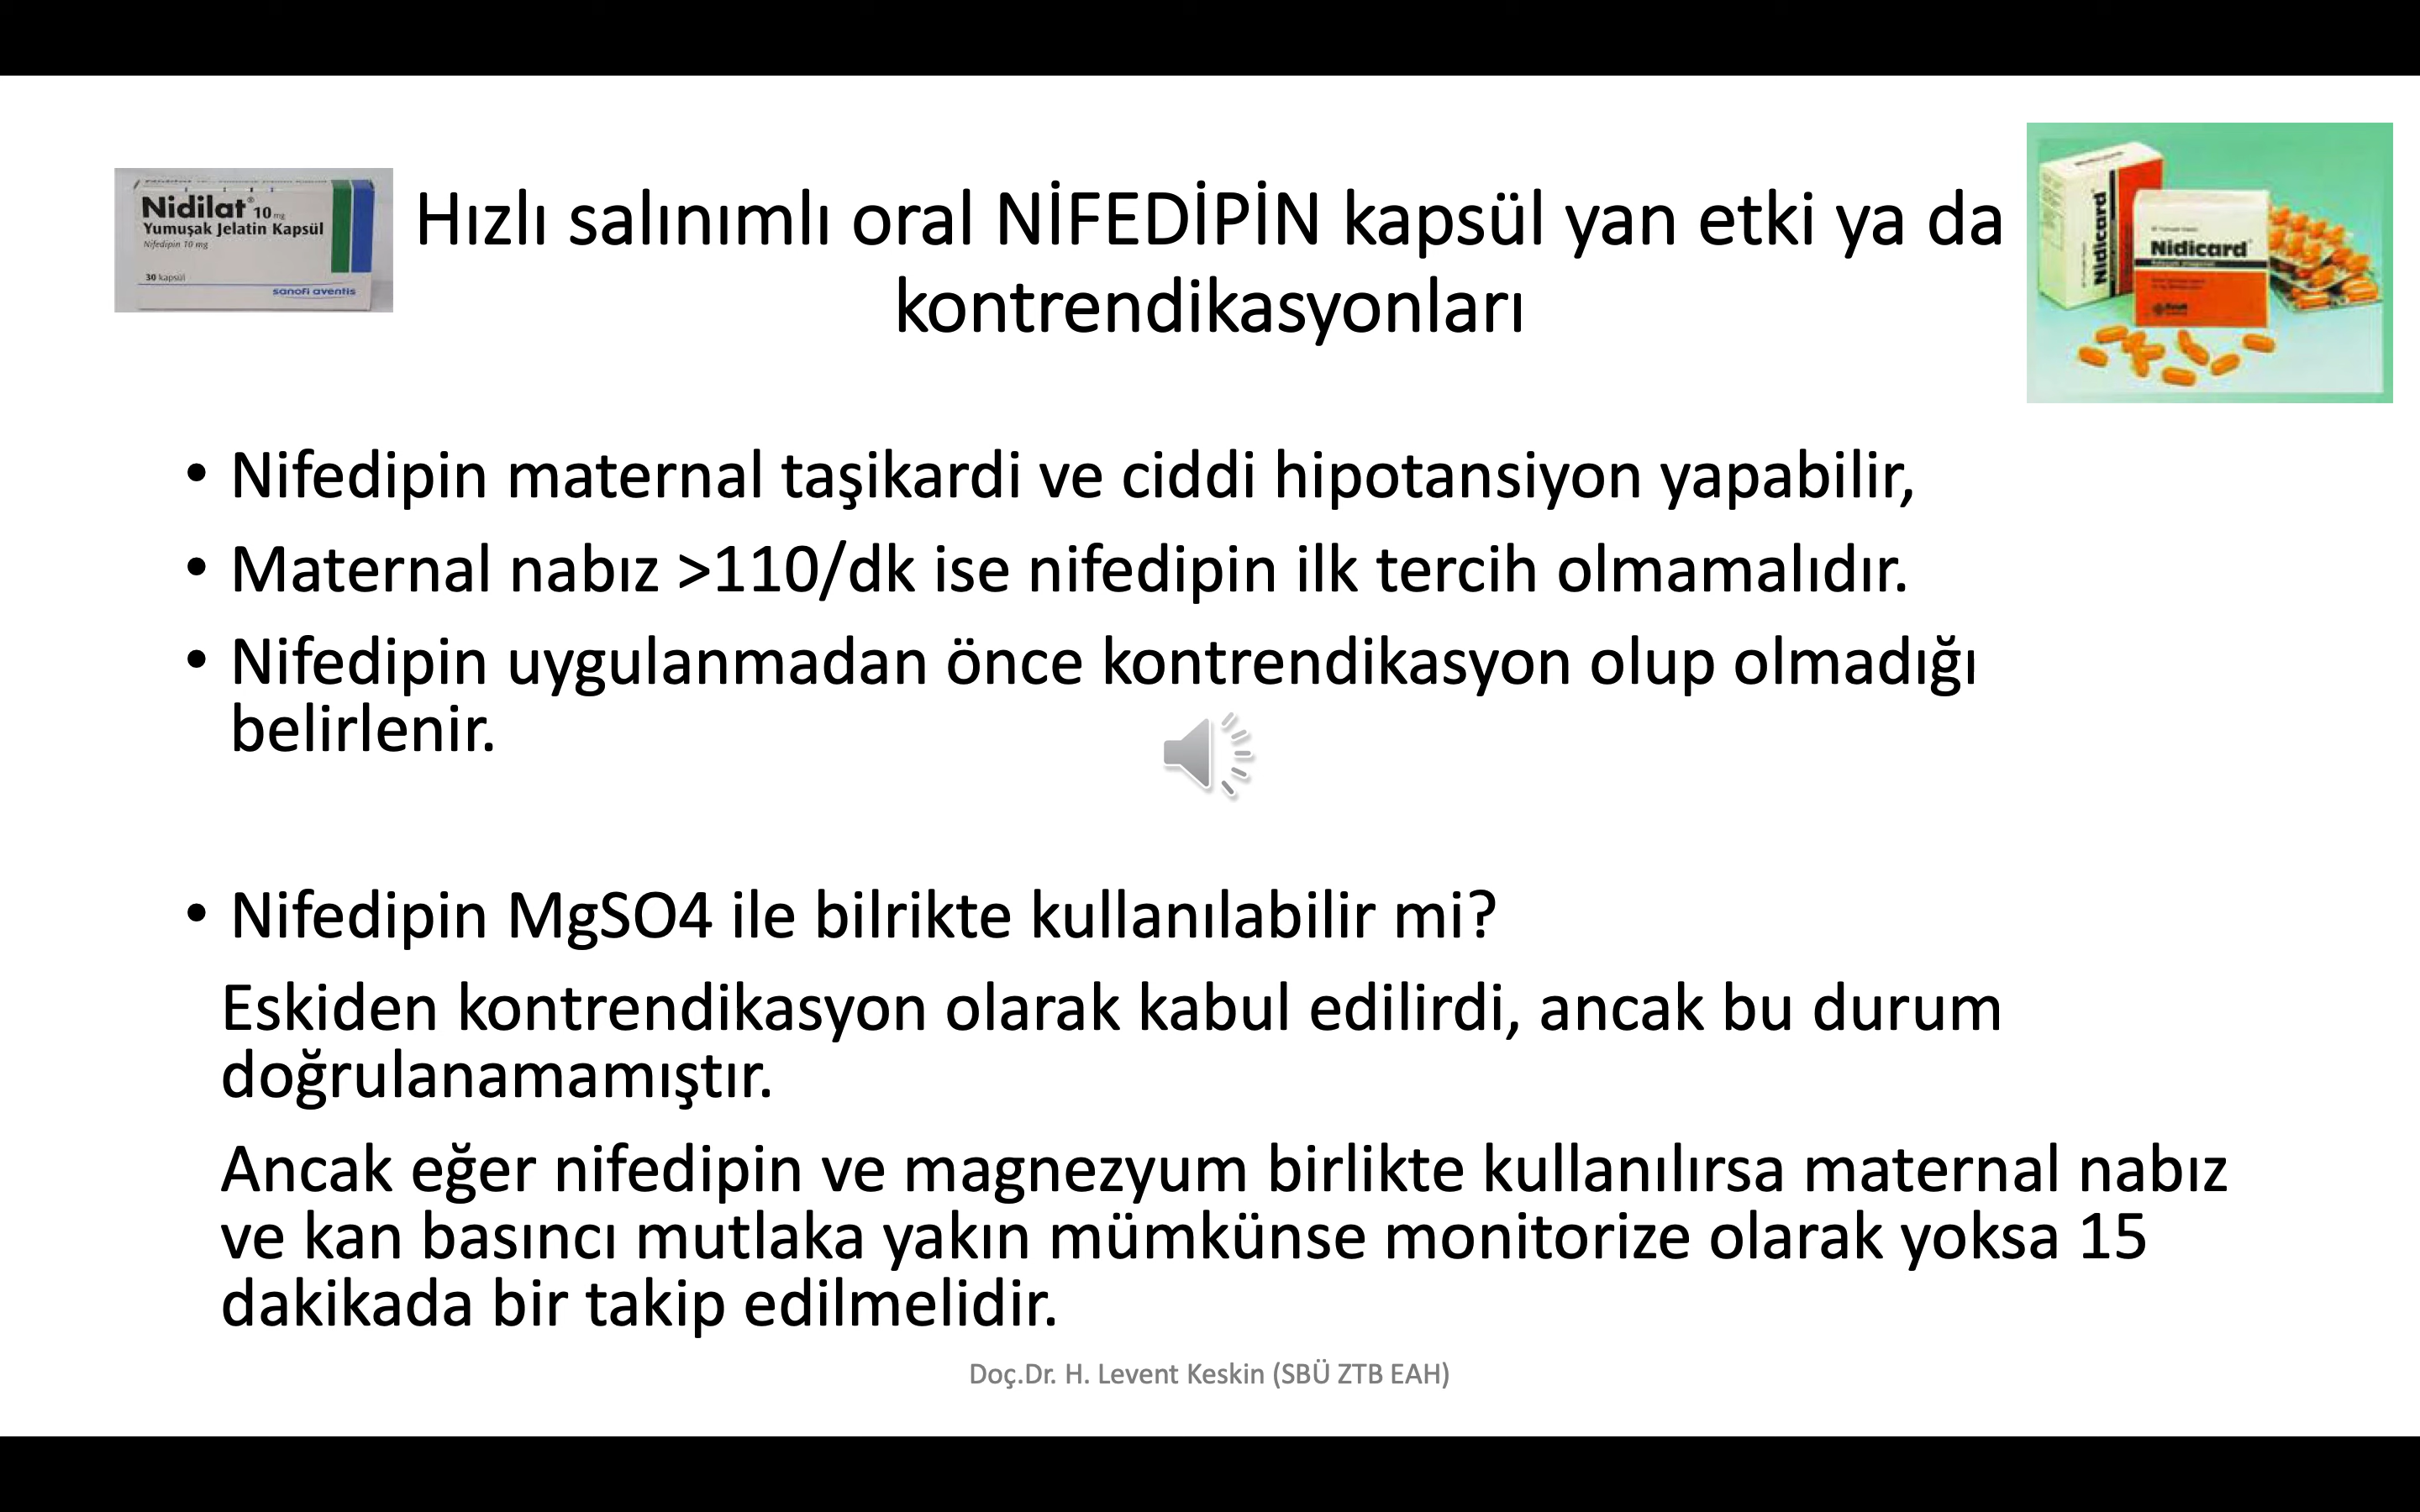 Nidilat® 10 mg
Yumuşak Jelatin Kapsül
Nifedipin 10 mg
30 kapsül
sanofi aventis
Hızlı salınımlı oral NİFEDİPİN kapsül yan etki ya da
kontrendikasyonları
Nidicard
Nidicard
• Nifedipin maternal taşikardi ve ciddi hipotansiyon yapabilir,
• Maternal nabız >110/dk ise nifedipin ilk tercih olmamalıdır.
• Nifedipin uygulanmadan önce kontrendikasyon olup olmadığı
belirlenir.
• Nifedipin MgSO4 ile bilrikte kullanılabilir mi?
Eskiden kontrendikasyon olarak kabul edilirdi, ancak bu durum
doğrulanamamıştır.
Ancak eğer nifedipin ve magnezyum birlikte kullanılırsa maternal nabız
ve kan basıncı mutlaka yakın mümkünse monitorize olarak yoksa 15
dakikada bir takip edilmelidir.
Doç.Dr. H. Levent Keskin (SBÜ ZTB EAH)